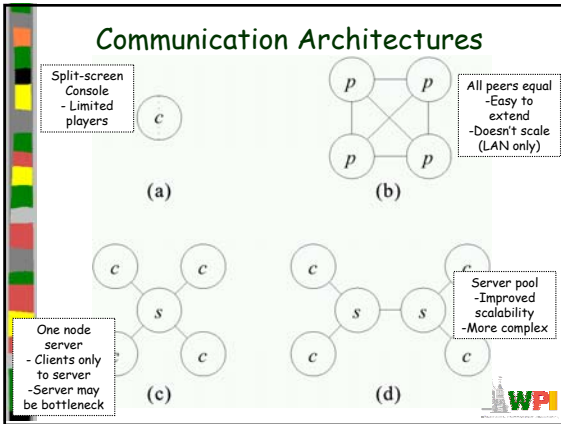 Communication Architectures
Split-screen
Console
- Limited
players
c
(a)
p
p
p
p
(b)
All peers equal
-Easy to
extend
-Doesn't scale
(LAN only)
c
c
s
c
One node
server
- Clients only
to server
-Server may
be bottleneck
(c)
c
c
s
s
c
c
Server pool
-Improved
scalability
-More complex
(d)
WPI